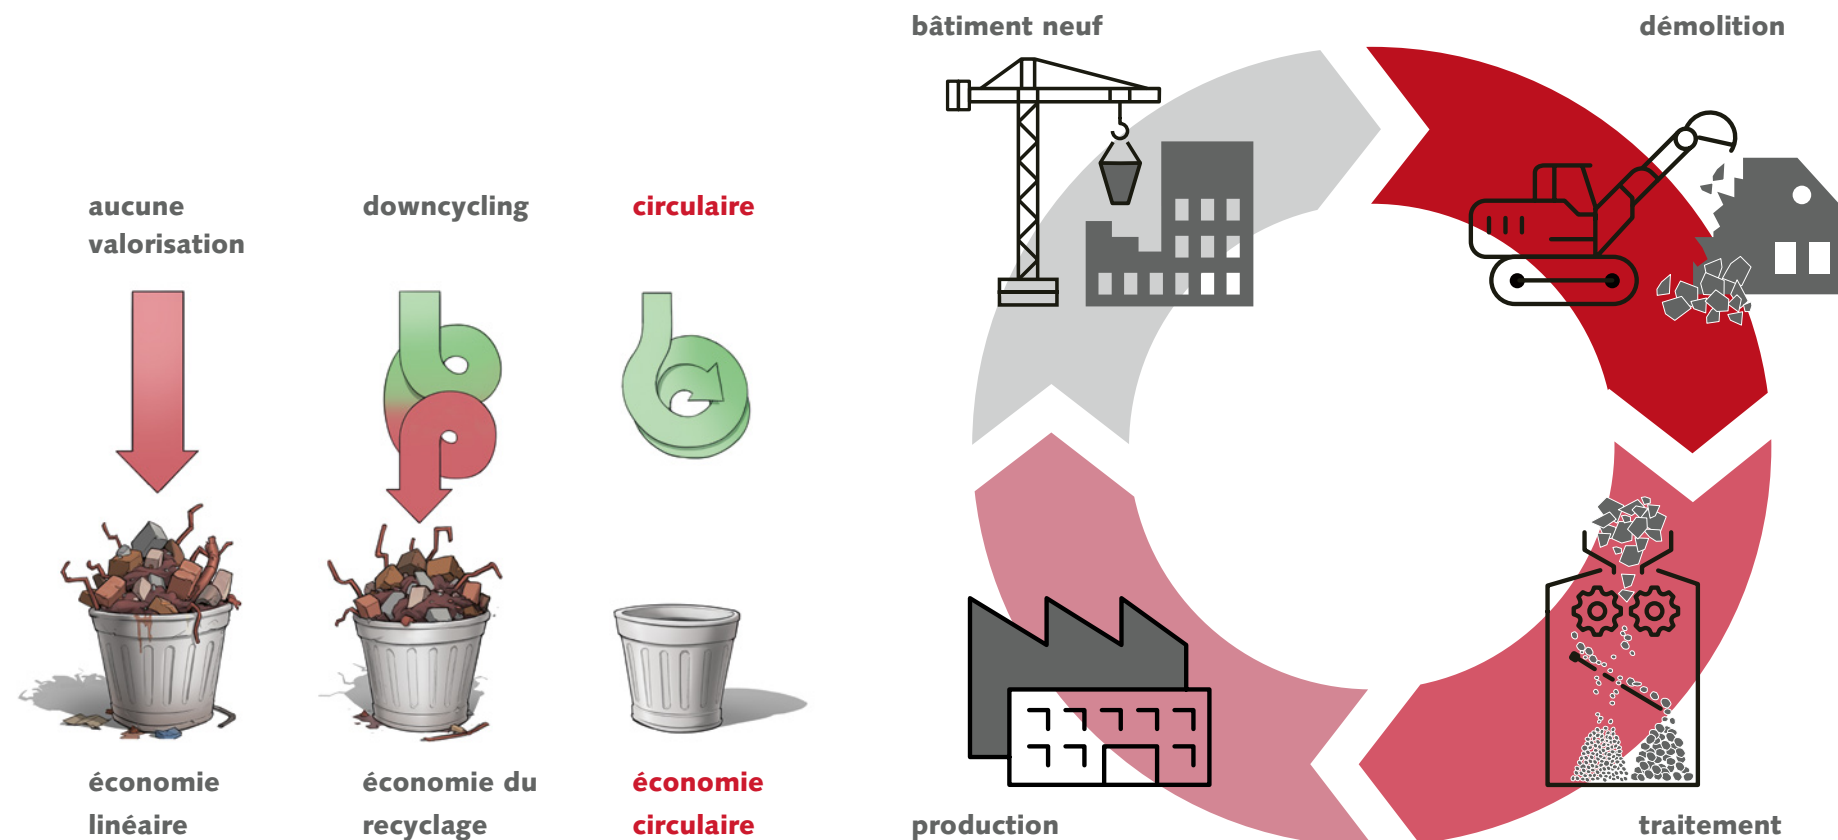 aucune
valorisation
downcycling
circulaire
économie
linéaire
économie du
recyclage
économie
circulaire
bâtiment neuf
démolition
production
traitement